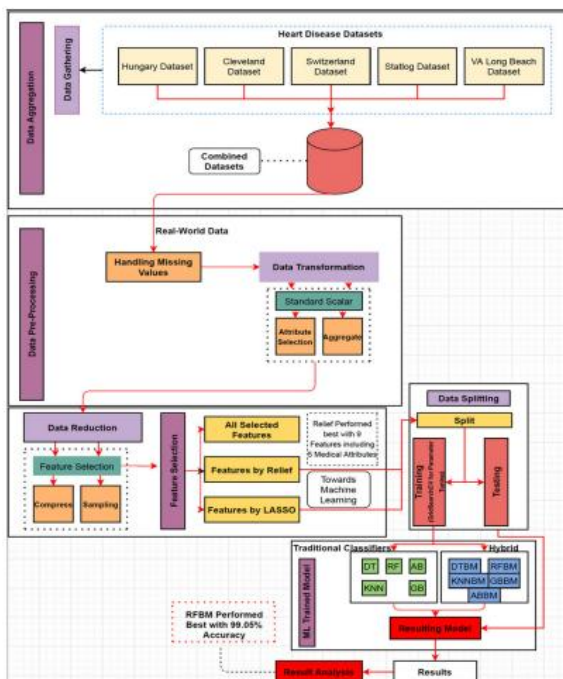 Heart Disease Datasets
Data Aggregation
Data Gathering
Hungary Dataset
Cleveland
Dataset
Switzerland
Dataset
Statlog Dataset
VA Long Beach
Dataset
Combined
Datasets
Real-World Data
Data Pre-Processing
Handling Missing
Values
Data Transformation
Standard Scalar
Attribute
Selection
Aggregate
Data Reduction
Feature Selection
Compress
Sampling
Feature Selection
All Selected
Features
Features by Relief
Features by LASSO
Relief Performed
best with 9
Features including
5 Medical Attributes
Towards
Machine
Learning
Data Splitting
Split
Training
(GridSearchCV for Parameter
Testing
Traditional Classifiers
Hybrid
ML Trained Model
DT
RF
AB
KNN
GB
DTBM
RFBM
KNNBM
GBBM
ABBM
Resulting Model
RFBM Performed
Best with 99.05%
Accuracy
Result Analysis
Results